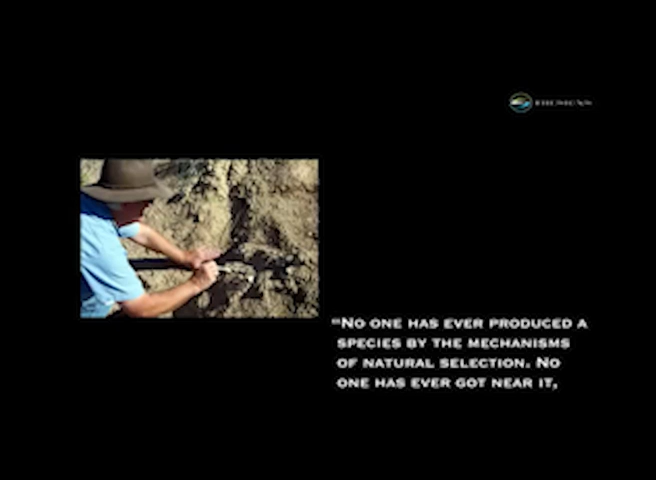 “No one has ever produced a
species by the mechanisms
of natural selection. No
one has ever got near it,